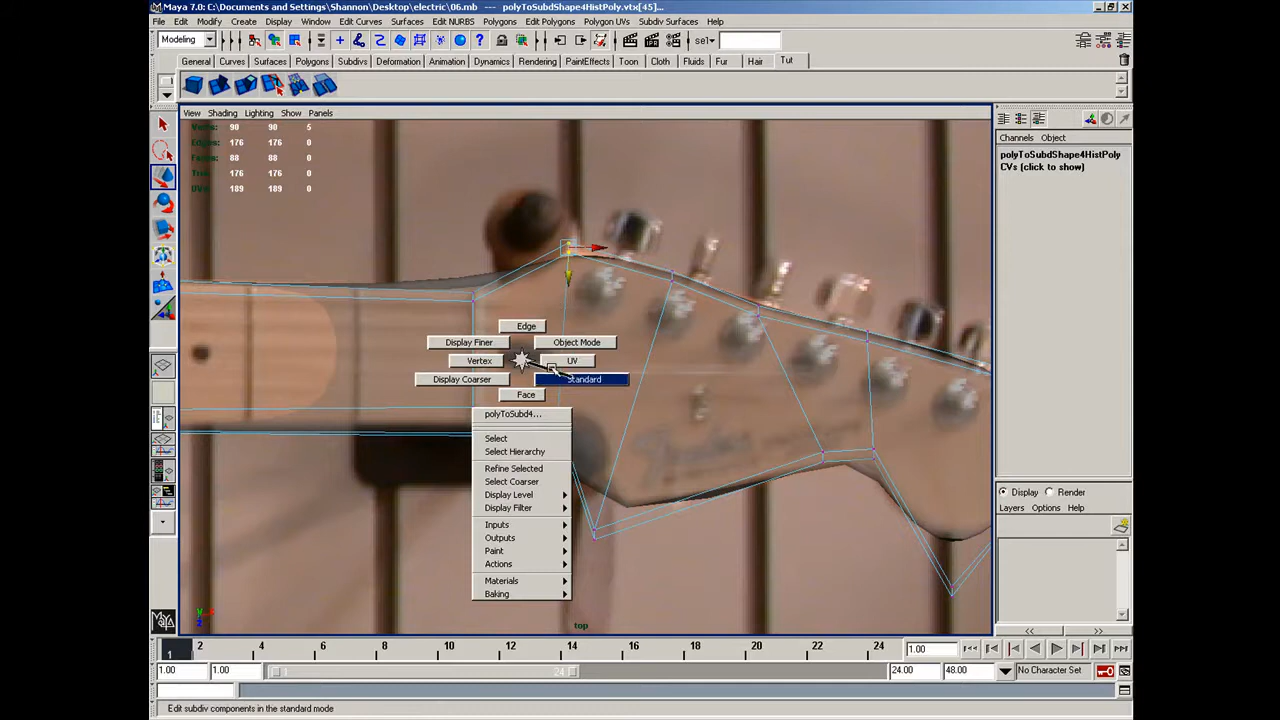 Maya 7.0: C:\Documents and Settings\Shannon\Desktop\electric\06.mb --- polyToSubdShape4HistPoly.vtx[45]...
File Edit Modify Create Display Window Edit Curves Surfaces Edit NURBS Polygons Edit Polygons Polygon UVs Subdiv Surfaces Help
Modeling sel
General Curves Surfaces Polygons Subdivs Deformation Animation Dynamics Rendering PaintEffects Toon Cloth Fluids Fur Hair Tut
View Shading Lighting Show Panels
Channels Object
polyToSubdShape4HistPoly
CVs (click to show)
Verts: 90 90 5
Edges: 176 176 0
Faces: 88 88 0
Tris: 176 176 0
UVs: 189 189 0
Edge
Display Finer Object Mode
Vertex UV
Display Coarser Standard
Face
polyToSubd4...
Select
Select Hierarchy
Refine Selected
Select Coarser
Display Level
Display Filter
Inputs
Outputs
Paint
Actions
Materials
Baking
Display Render
Layers Options Help
top
<< >>
1 2 4 6 8 10 12 14 16 18 20 22 24 1.00
1.00 1.00 24 24.00 48.00 No Character Set
Edit subdiv components in the standard mode